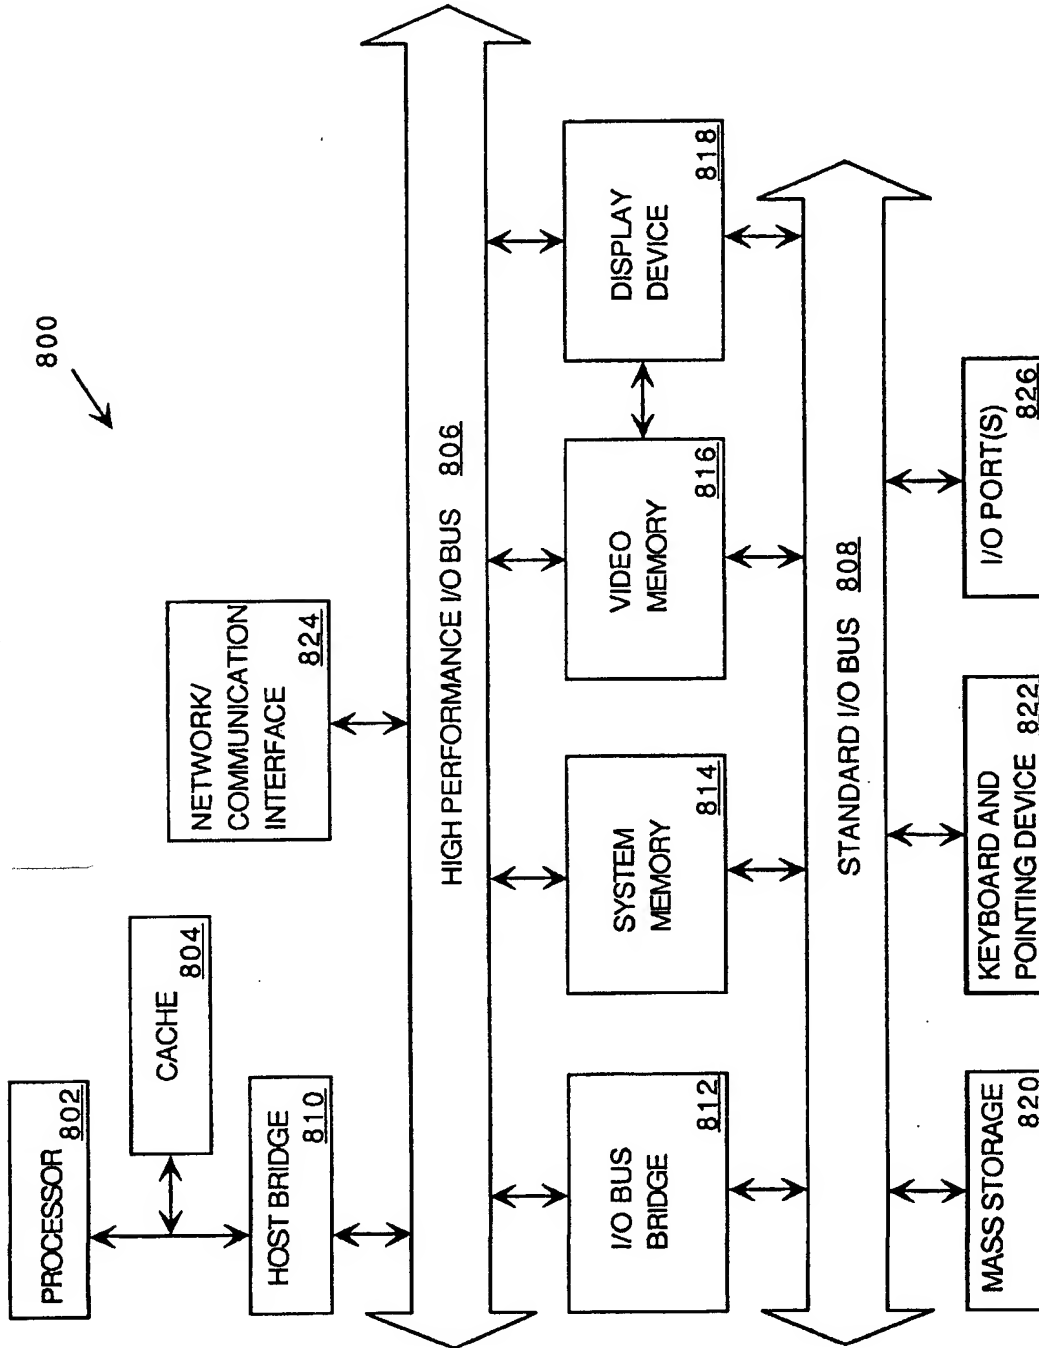 800
PROCESSOR
802
CACHE
804
HOST BRIDGE
810
NETWORK/
COMMUNICATION
INTERFACE
824
HIGH PERFORMANCE I/O BUS 806
I/O BUS
BRIDGE
812
SYSTEM
MEMORY
814
VIDEO
MEMORY
816
DISPLAY
DEVICE
818
STANDARD I/O BUS 808
MASS STORAGE
820
KEYBOARD AND
POINTING DEVICE 822
I/O PORT(S)
826